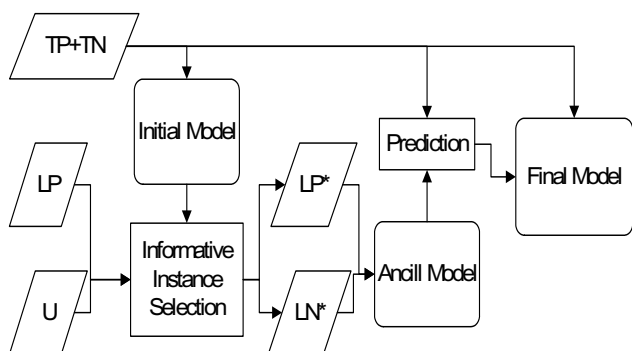 TP+TN
Initial Model
Prediction
Final Model
LP
LP*
Informative
Instance
Selection
Ancill Model
U
LN*